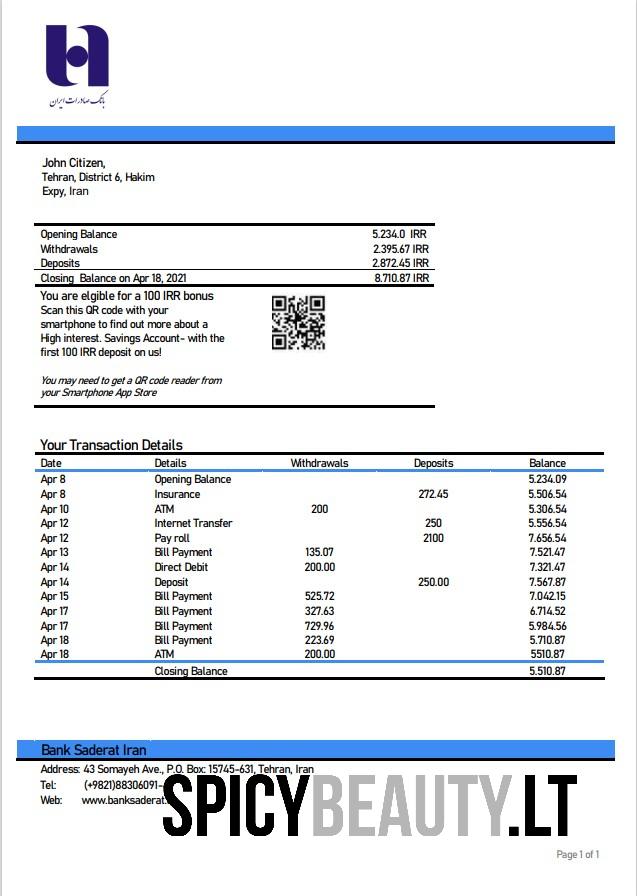 بانک صادرات ایران
John Citizen,
Tehran, District 6, Hakim
Expy, Iran
Opening Balance 5.234.0 IRR
Withdrawals 2.395.67 IRR
Deposits 2.872.45 IRR
Closing Balance on Apr 18, 2021 8.710.87 IRR
You are elgible for a 100 IRR bonus
Scan this QR code with your
smartphone to find out more about a
High interest. Savings Account- with the
first 100 IRR deposit on us!
You may need to get a QR code reader from
your Smartphone App Store
Your Transaction Details
Date Details Withdrawals Deposits Balance
Apr 8 Opening Balance 5.234.09
Apr 8 Insurance 272.45 5.506.54
Apr 10 ATM 200 5.306.54
Apr 12 Internet Transfer 250 5.556.54
Apr 12 Pay roll 2100 7.656.54
Apr 13 Bill Payment 135.07 7.521.47
Apr 14 Direct Debit 200.00 7.321.47
Apr 14 Deposit 250.00 7.567.87
Apr 15 Bill Payment 525.72 7.042.15
Apr 17 Bill Payment 327.63 6.714.52
Apr 17 Bill Payment 729.96 5.984.56
Apr 18 Bill Payment 223.69 5.710.87
Apr 18 ATM 200.00 5510.87
Closing Balance 5.510.87
Bank Saderat Iran
Address: 43 Somayeh Ave., P.O. Box: 15745-631, Tehran, Iran
Tel: (+9821)88306091-
Web: www.banksaderat.
SPICYBEAUTY.LT
Page 1 of 1